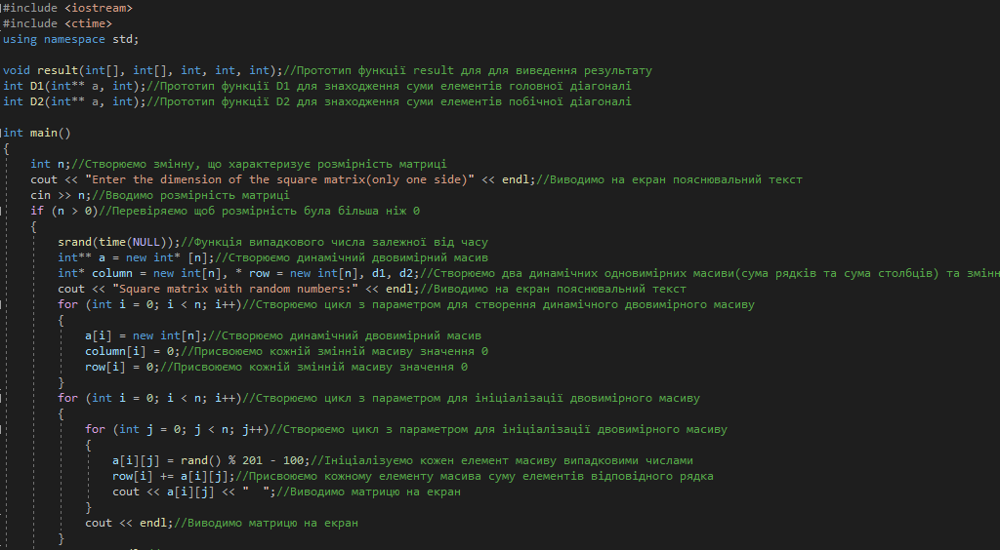 #include <iostream>
#include <ctime>
using namespace std;
void result(int[], int[], int, int, int);//Прототип функції result для для виведення результату
int D1(int** a, int);//Прототип функції D1 для знаходження суми елементів головної діагоналі
int D2(int** a, int);//Прототип функції D2 для знаходження суми елементів побічної діагоналі
int main()
{
int n;//Створюємо змінну, що характеризує розмірність матриці
cout << "Enter the dimension of the square matrix(only one side)" << endl;//Виводимо на екран пояснювальний текст
cin >> n;//Вводимо розмірність матриці
if (n > 0)//Перевіряємо щоб розмірність була більша ніж 0
{
srand(time(NULL));//Функція випадкового числа залежної від часу
int** a = new int* [n];//Створюємо динамічний двовимірний масив
int* column = new int[n], * row = new int[n], d1, d2;//Створюємо два динамічних одновимірних масиви(сума рядків та сума стовбців) та змінн
cout << "Square matrix with random numbers:" << endl;//Виводимо на екран пояснювальний текст
for (int i = 0; i < n; i++)//Створюємо цикл з параметром для створення динамічного двовимірного масиву
{
a[i] = new int[n];//Створюємо динамічний двовимірний масив
column[i] = 0;//Присвоюємо кожній змінній масиву значення 0
row[i] = 0;//Присвоюємо кожній змінній масиву значення 0
}
for (int i = 0; i < n; i++)//Створюємо цикл з параметром для ініціалізації двовимірного масиву
{
for (int j = 0; j < n; j++)//Створюємо цикл з параметром для ініціалізації двовимірного масиву
{
a[i][j] = rand() % 201 - 100;//Ініціалізуємо кожен елемент масиву випадковими числами
row[i] += a[i][j];//Присвоюємо кожному елементу масива суму елементів відповідного рядка
cout << a[i][j] << "  ";//Виводимо матрицю на екран
}
cout << endl;//Виводимо матрицю на екран
}